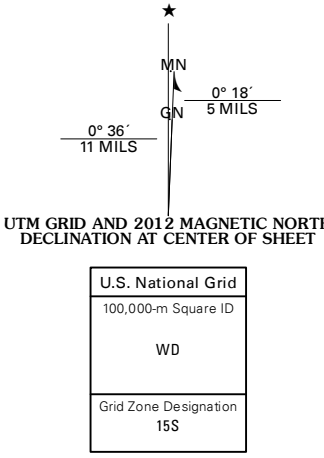 ★
MN
0° 18´
5 MILS
GN
0° 36´
11 MILS
UTM GRID AND 2012 MAGNETIC NORTH
DECLINATION AT CENTER OF SHEET
U.S. National Grid
100,000-m Square ID
WD
Grid Zone Designation
15S